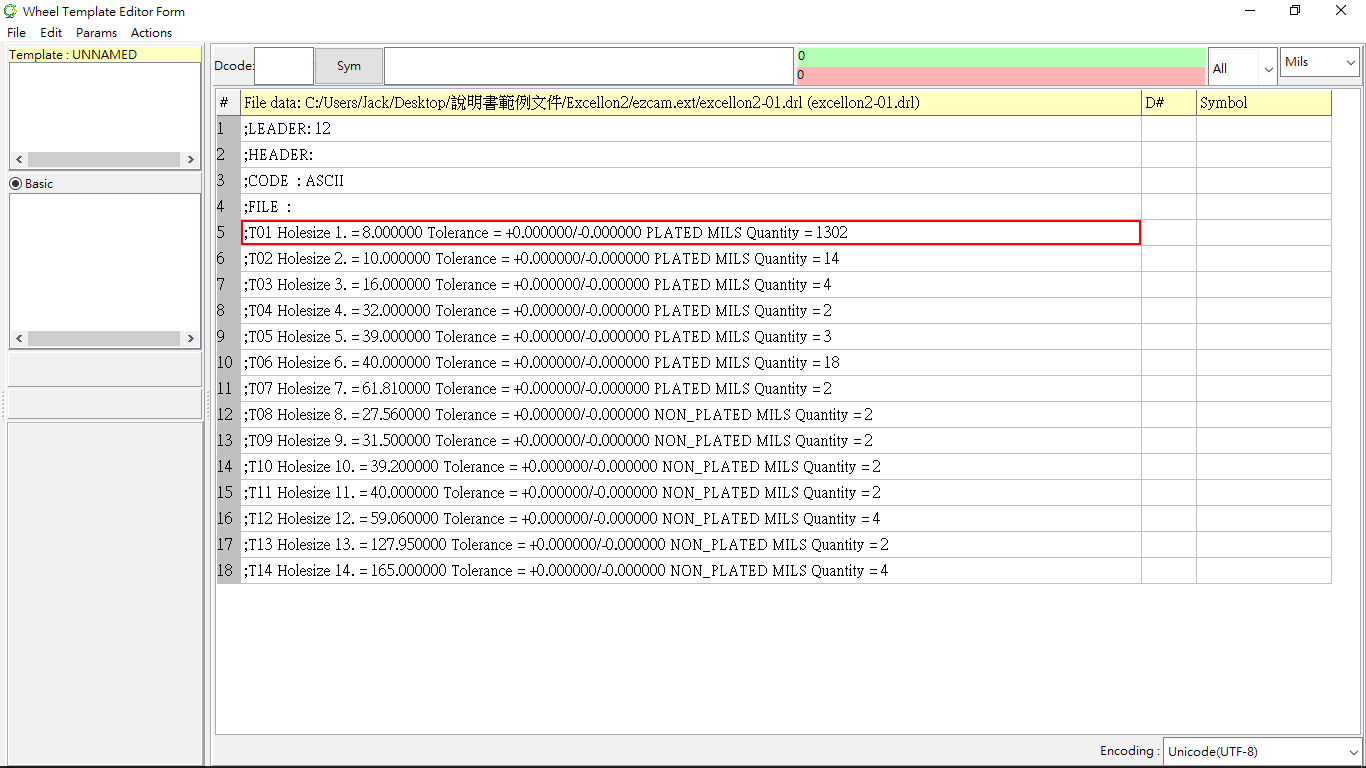 Wheel Template Editor Form
File Edit Params Actions
Template : UNNAMED
Basic
Dcode: Sym
0
0
All
Mils
# File data: C:/Users/Jack/Desktop/說明書範例文件/Excellon2/ezcam.ext/excellon2-01.drl (excellon2-01.drl) D# Symbol
1 ;LEADER: 12
2 ;HEADER:
3 ;CODE : ASCII
4 ;FILE :
5 ;T01 Holesize 1. = 8.000000 Tolerance = +0.000000/-0.000000 PLATED MILS Quantity = 1302
6 ;T02 Holesize 2. = 10.000000 Tolerance = +0.000000/-0.000000 PLATED MILS Quantity = 14
7 ;T03 Holesize 3. = 16.000000 Tolerance = +0.000000/-0.000000 PLATED MILS Quantity = 4
8 ;T04 Holesize 4. = 32.000000 Tolerance = +0.000000/-0.000000 PLATED MILS Quantity = 2
9 ;T05 Holesize 5. = 39.000000 Tolerance = +0.000000/-0.000000 PLATED MILS Quantity = 3
10 ;T06 Holesize 6. = 40.000000 Tolerance = +0.000000/-0.000000 PLATED MILS Quantity = 18
11 ;T07 Holesize 7. = 61.810000 Tolerance = +0.000000/-0.000000 PLATED MILS Quantity = 2
12 ;T08 Holesize 8. = 27.560000 Tolerance = +0.000000/-0.000000 NON_PLATED MILS Quantity = 2
13 ;T09 Holesize 9. = 31.500000 Tolerance = +0.000000/-0.000000 NON_PLATED MILS Quantity = 2
14 ;T10 Holesize 10. = 39.200000 Tolerance = +0.000000/-0.000000 NON_PLATED MILS Quantity = 2
15 ;T11 Holesize 11. = 40.000000 Tolerance = +0.000000/-0.000000 NON_PLATED MILS Quantity = 2
16 ;T12 Holesize 12. = 59.060000 Tolerance = +0.000000/-0.000000 NON_PLATED MILS Quantity = 4
17 ;T13 Holesize 13. = 127.950000 Tolerance = +0.000000/-0.000000 NON_PLATED MILS Quantity = 2
18 ;T14 Holesize 14. = 165.000000 Tolerance = +0.000000/-0.000000 NON_PLATED MILS Quantity = 4
Encoding : Unicode(UTF-8)